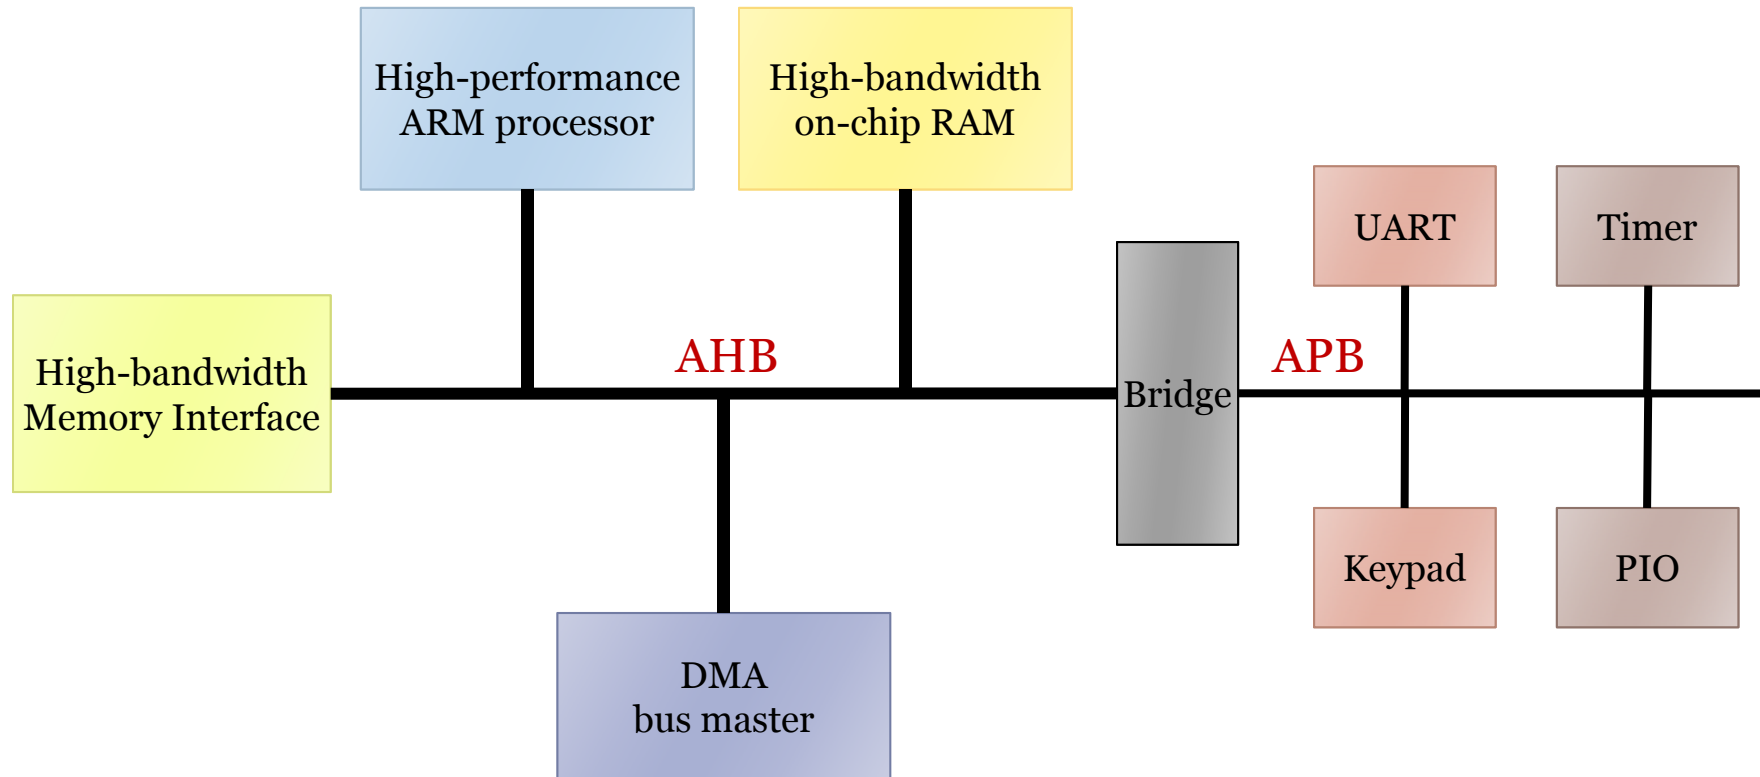 High-performance
ARM processor
High-bandwidth
on-chip RAM
UART
Timer
High-bandwidth
Memory Interface
AHB
Bridge
APB
Keypad
PIO
DMA
bus master